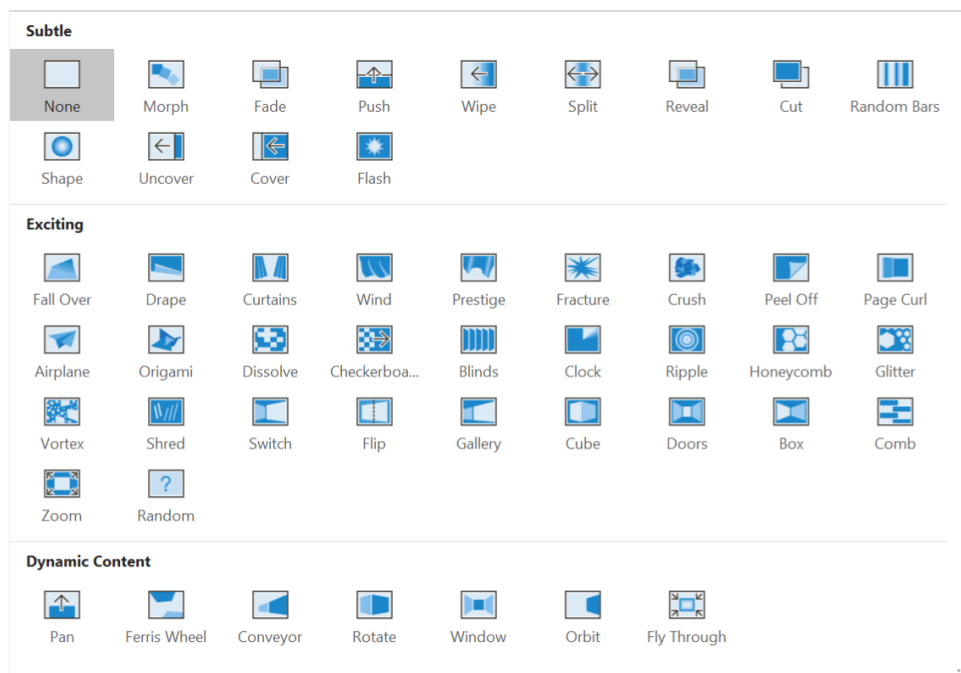 Subtle
None Morph Fade Push Wipe Split Reveal Cut Random Bars
Shape Uncover Cover Flash
Exciting
Fall Over Drape Curtains Wind Prestige Fracture Crush Peel Off Page Curl
Airplane Origami Dissolve Checkerboa... Blinds Clock Ripple Honeycomb Glitter
Vortex Shred Switch Flip Gallery Cube Doors Box Comb
?
Zoom Random
Dynamic Content
Pan Ferris Wheel Conveyor Rotate Window Orbit Fly Through